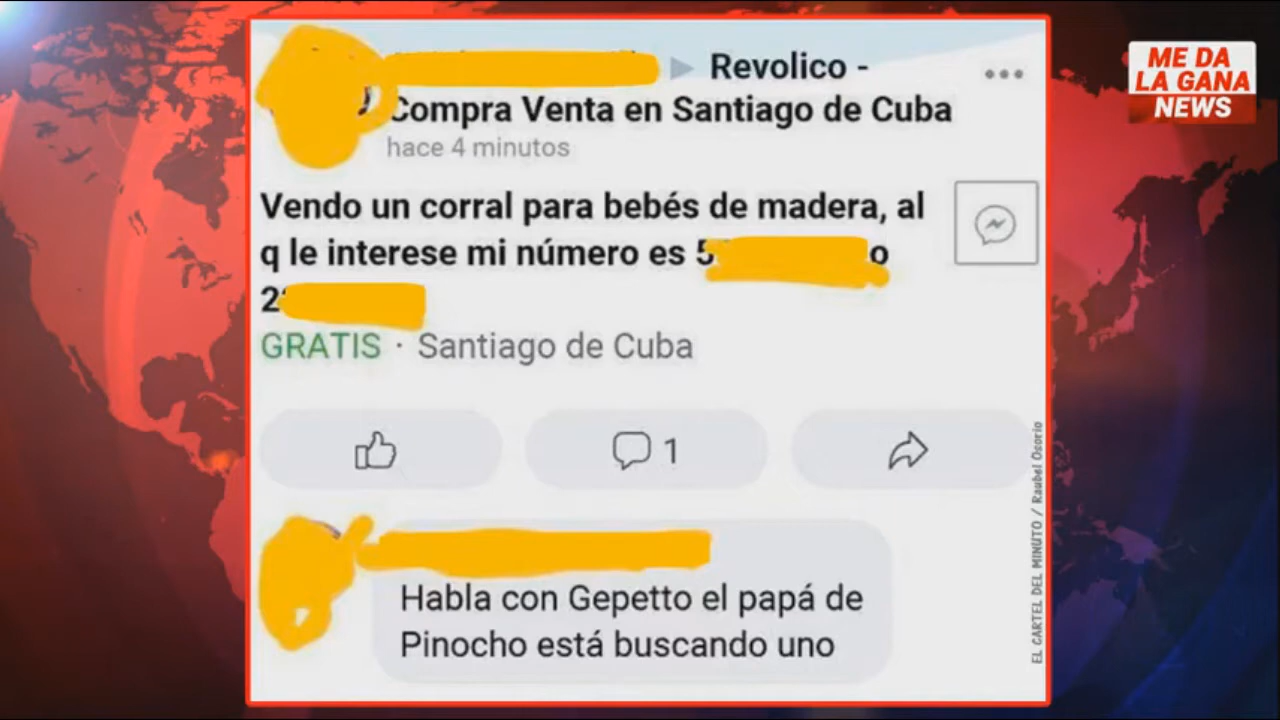 Revolico -
Compra Venta en Santiago de Cuba
hace 4 minutos
Vendo un corral para bebés de madera, al
q le interese mi número es 5 o
2
GRATIS · Santiago de Cuba
1
Habla con Gepetto el papá de
Pinocho está buscando uno
ME DA
LA GANA
NEWS
EL CARTEL DEL MINUTO / Raubel Osorio